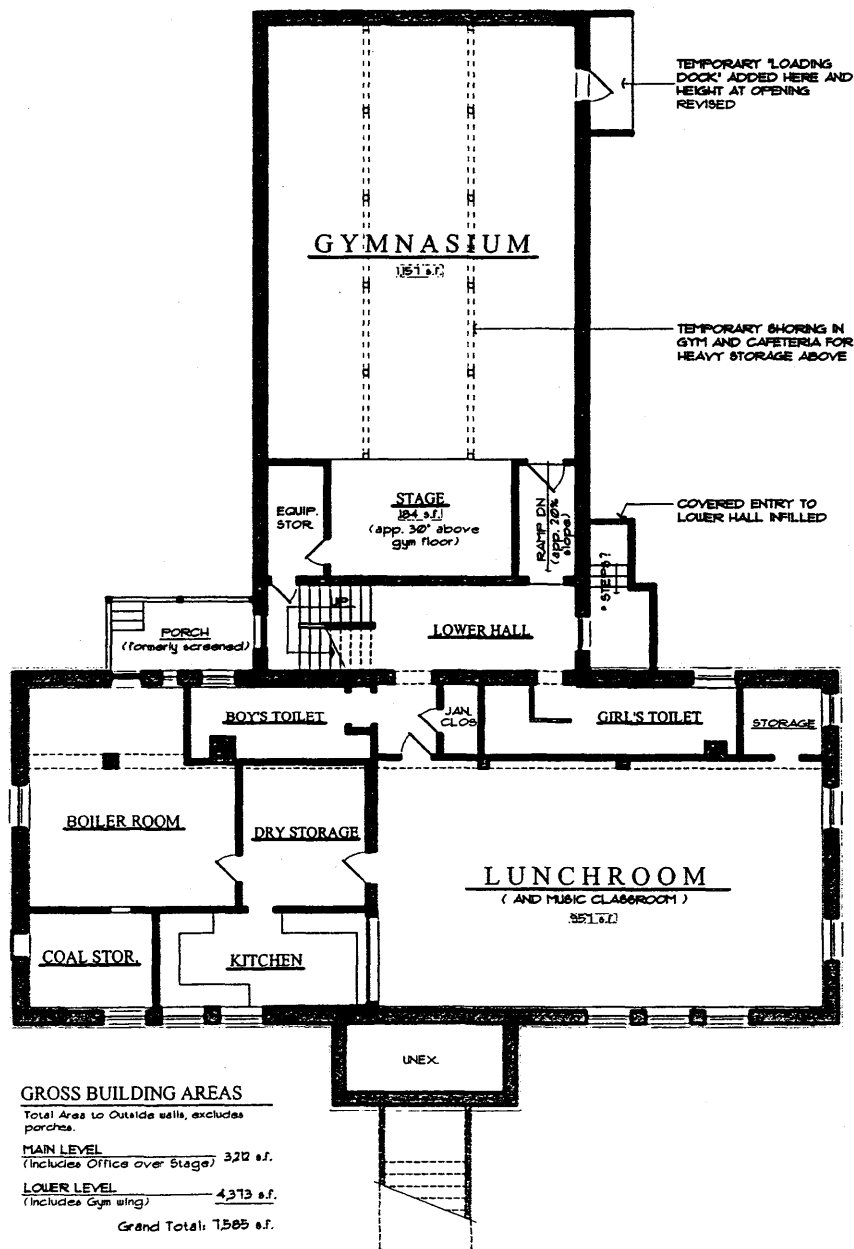 TEMPORARY "LOADING
DOCK" ADDED HERE AND
HEIGHT AT OPENING
REVISED
GYMNASIUM
1,157 s.f.
TEMPORARY SHORING IN
GYM AND CAFETERIA FOR
HEAVY STORAGE ABOVE
EQUIP.
STOR.
STAGE
184 s.f.
(app. 30" above
gym floor)
RAMP DN
(app. 20%
slope)
COVERED ENTRY TO
LOWER HALL INFILLED
STEPS?
UP
PORCH
(formerly screened)
LOWER HALL
BOY'S TOILET
JAN.
CLOS
GIRL'S TOILET
STORAGE
BOILER ROOM
DRY STORAGE
LUNCHROOM
( AND MUSIC CLASSROOM )
957 s.f.
COAL STOR.
KITCHEN
UNEX.
GROSS BUILDING AREAS
Total Area to Outside walls, excludes
porches.
MAIN LEVEL 3,212 s.f.
(Includes Office over Stage)
LOWER LEVEL 4,373 s.f.
(Includes Gym wing)
Grand Total: 7,585 s.f.